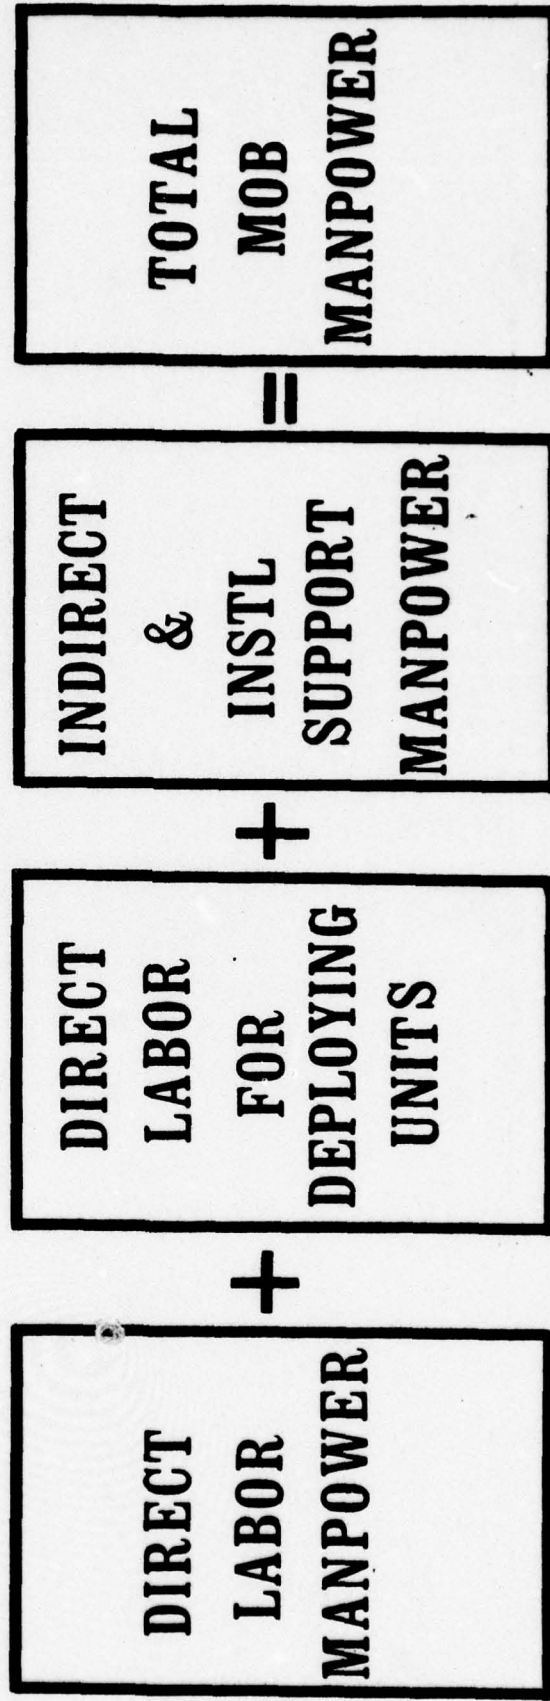 DIRECT
LABOR
MANPOWER
+
DIRECT
LABOR
FOR
DEPLOYING
UNITS
+
INDIRECT
&
INSTL
SUPPORT
MANPOWER
=
TOTAL
MOB
MANPOWER